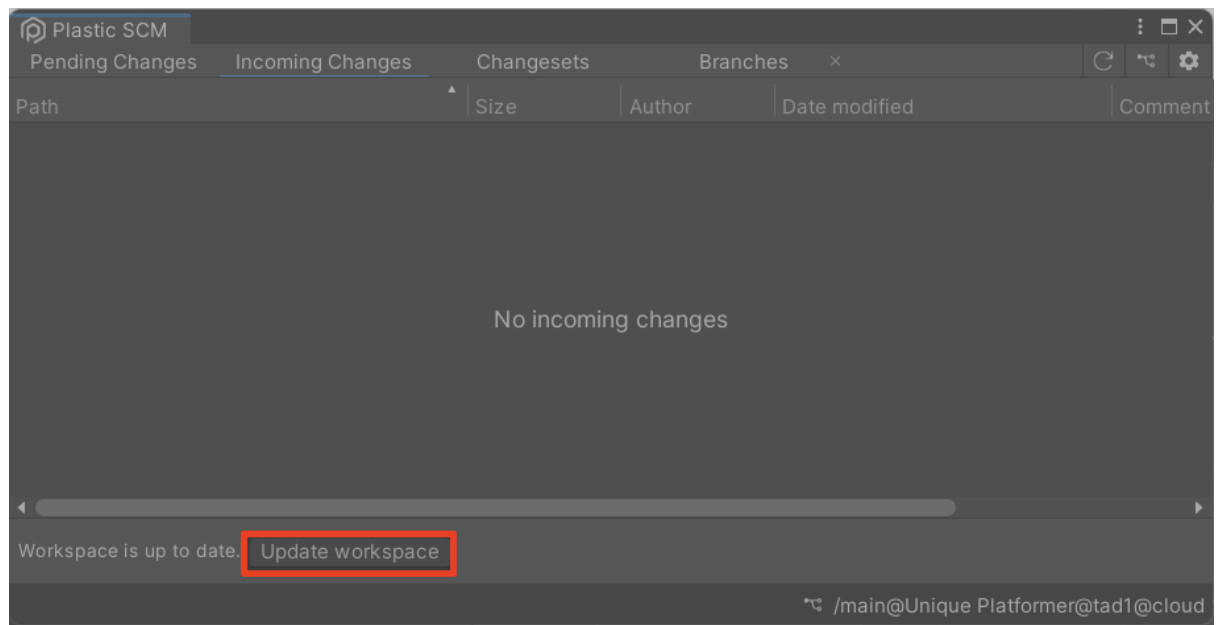 Plastic SCM
Pending Changes Incoming Changes Changesets Branches ×
Path Size Author Date modified Comment
No incoming changes
Workspace is up to date. Update workspace
/main@Unique Platformer@tad1@cloud